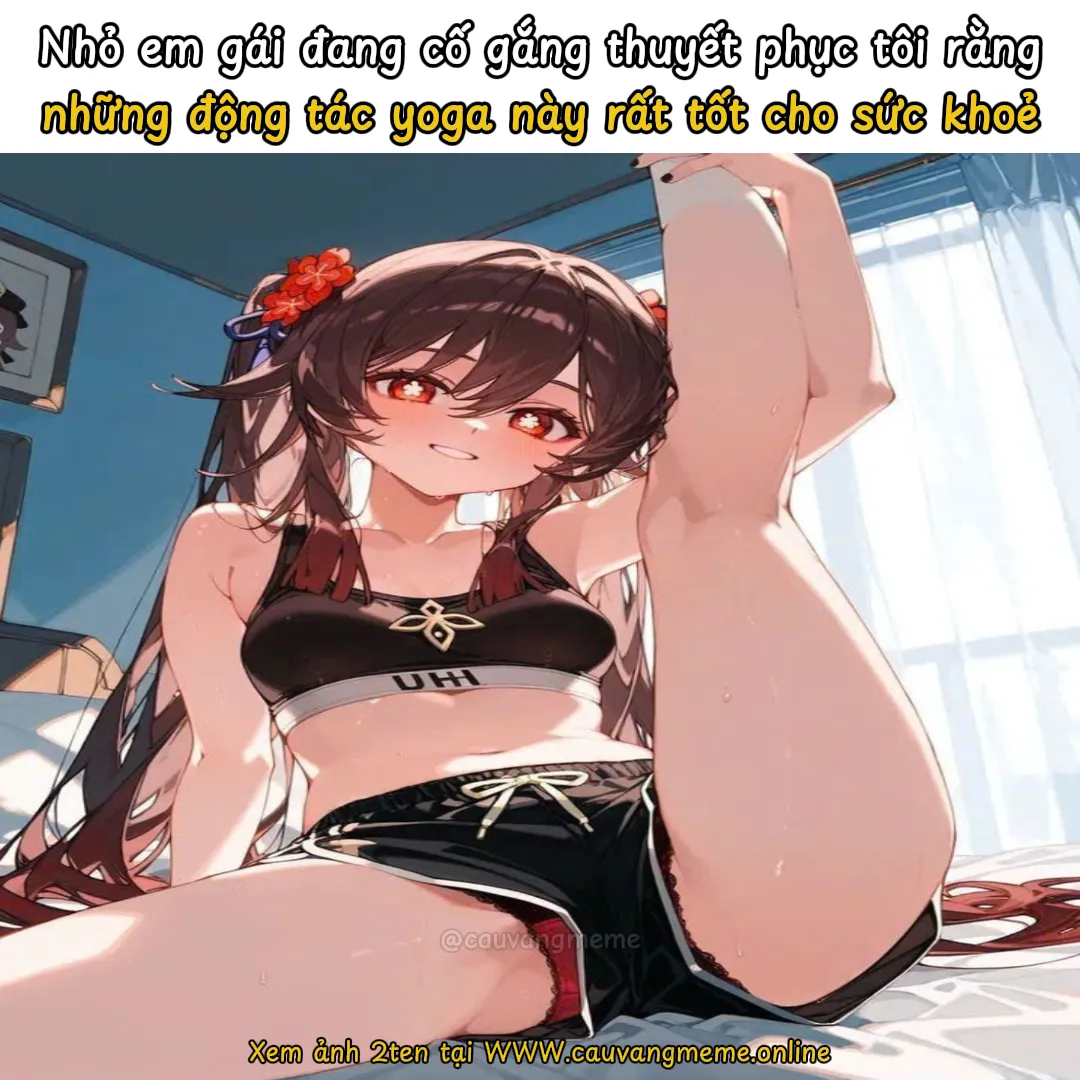 Nhỏ em gái đang cố gắng thuyết phục tôi rằng
những động tác yoga này rất tốt cho sức khoẻ
UHH
@cauvangmeme
Xem ảnh 2ten tại WWW.cauvangmeme.online